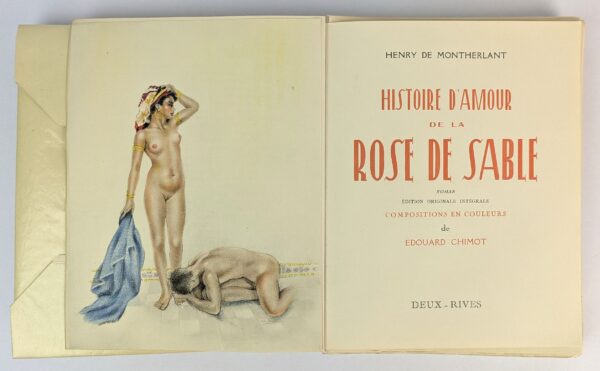 HENRY DE MONTHERLANT
HISTOIRE D'AMOUR
DE LA
ROSE DE SABLE
ROMAN
ÉDITION ORIGINALE INTÉGRALE
COMPOSITIONS EN COULEURS
de
EDOUARD CHIMOT
DEUX-RIVES